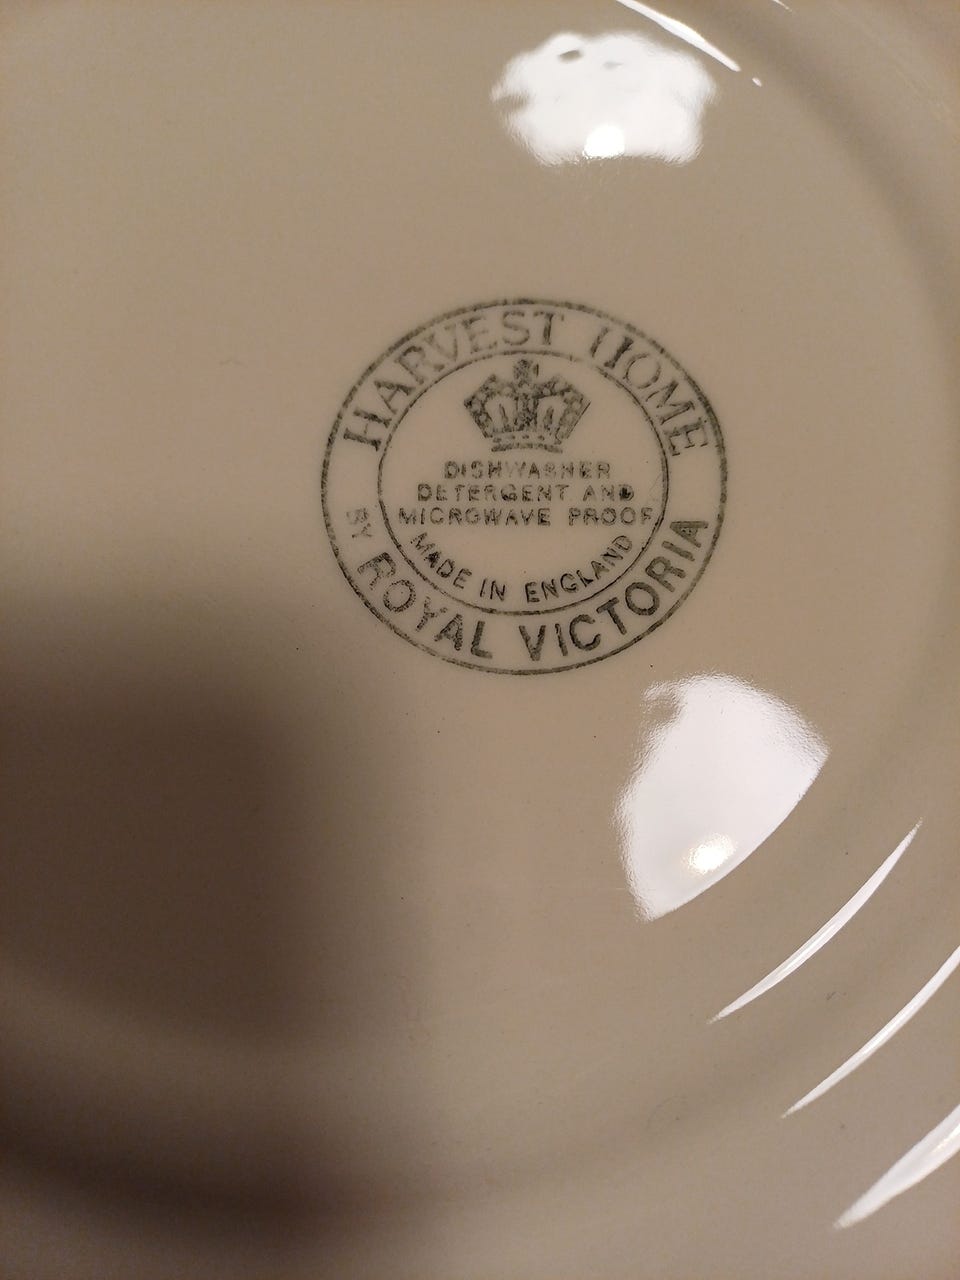 HARVEST HOME
DISHWASHER
DETERGENT AND
MICROWAVE PROOF
MADE IN ENGLAND
BY ROYAL VICTORIA